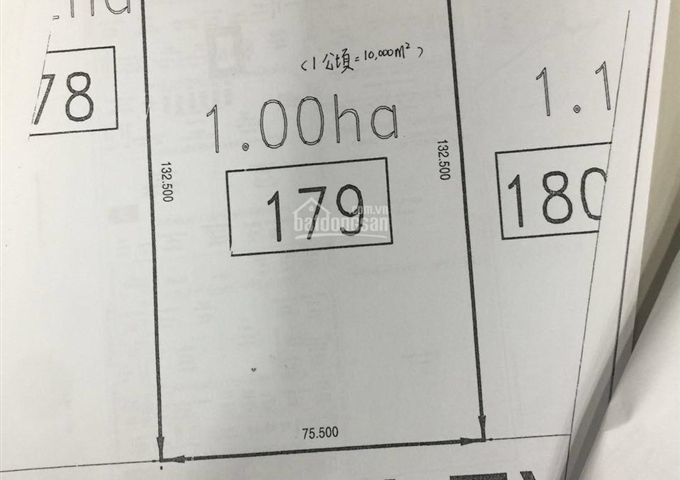 ha
78
(1公頃=10,000m²)
1.00ha
179
132.500
132.500
1.1
180
batdongsan
.com.vn
75.500